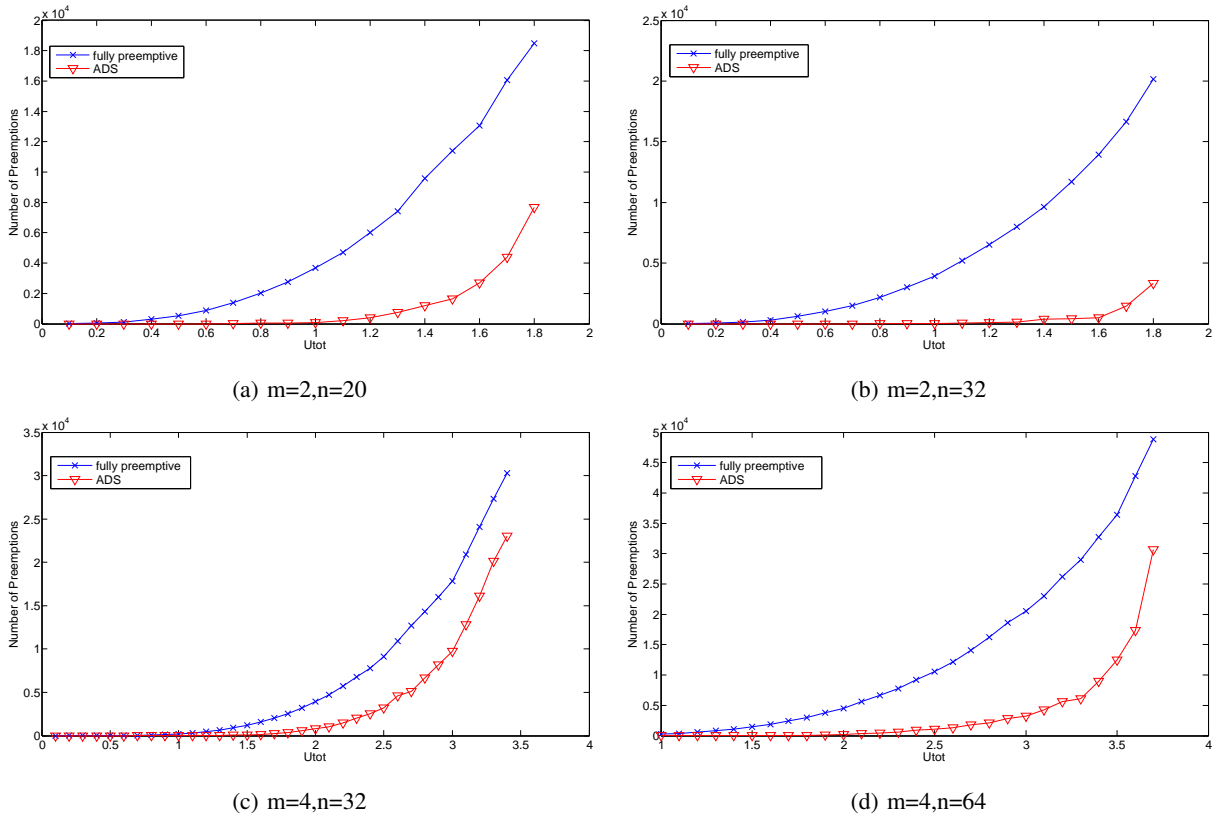 x 10^4
2
1.8
1.6
1.4
1.2
1
0.8
0.6
0.4
0.2
0
Number of Preemptions
fully preemptive
ADS
0 0.2 0.4 0.6 0.8 1 1.2 1.4 1.6 1.8 2
Utot
(a) m=2,n=20
x 10^4
2.5
2
1.5
1
0.5
0
Number of Preemptions
fully preemptive
ADS
0 0.2 0.4 0.6 0.8 1 1.2 1.4 1.6 1.8 2
Utot
(b) m=2,n=32
x 10^4
3.5
3
2.5
2
1.5
1
0.5
0
Number of Preemptions
fully preemptive
ADS
0 0.5 1 1.5 2 2.5 3 3.5 4
Utot
(c) m=4,n=32
x 10^4
5
4.5
4
3.5
3
2.5
2
1.5
1
0.5
0
Number of Preemptions
fully preemptive
ADS
1 1.5 2 2.5 3 3.5 4
Utot
(d) m=4,n=64